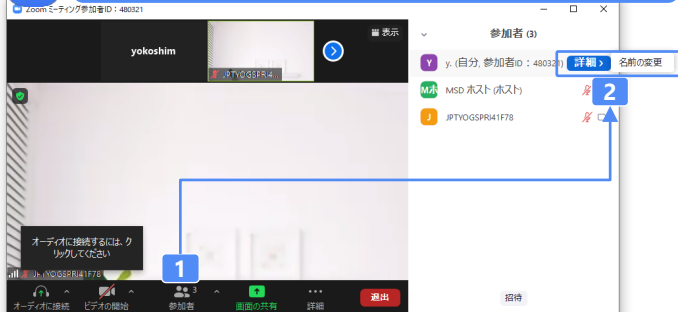 Zoom ミーティング参加者ID：480321
表示
yokoshim
JPTYOGSPRI4...
参加者 (3)
Y
y. (自分, 参加者ID：480321)
詳細 >
名前の変更
M木
MSD ホスト (ホスト)
2
J
JPTYOGSPRI41F78
オーディオに接続するには、ク
リックしてください
JPTYOGSPRI41F78
1
3
オーディオに接続
ビデオの開始
参加者
画面の共有
詳細
退出
招待